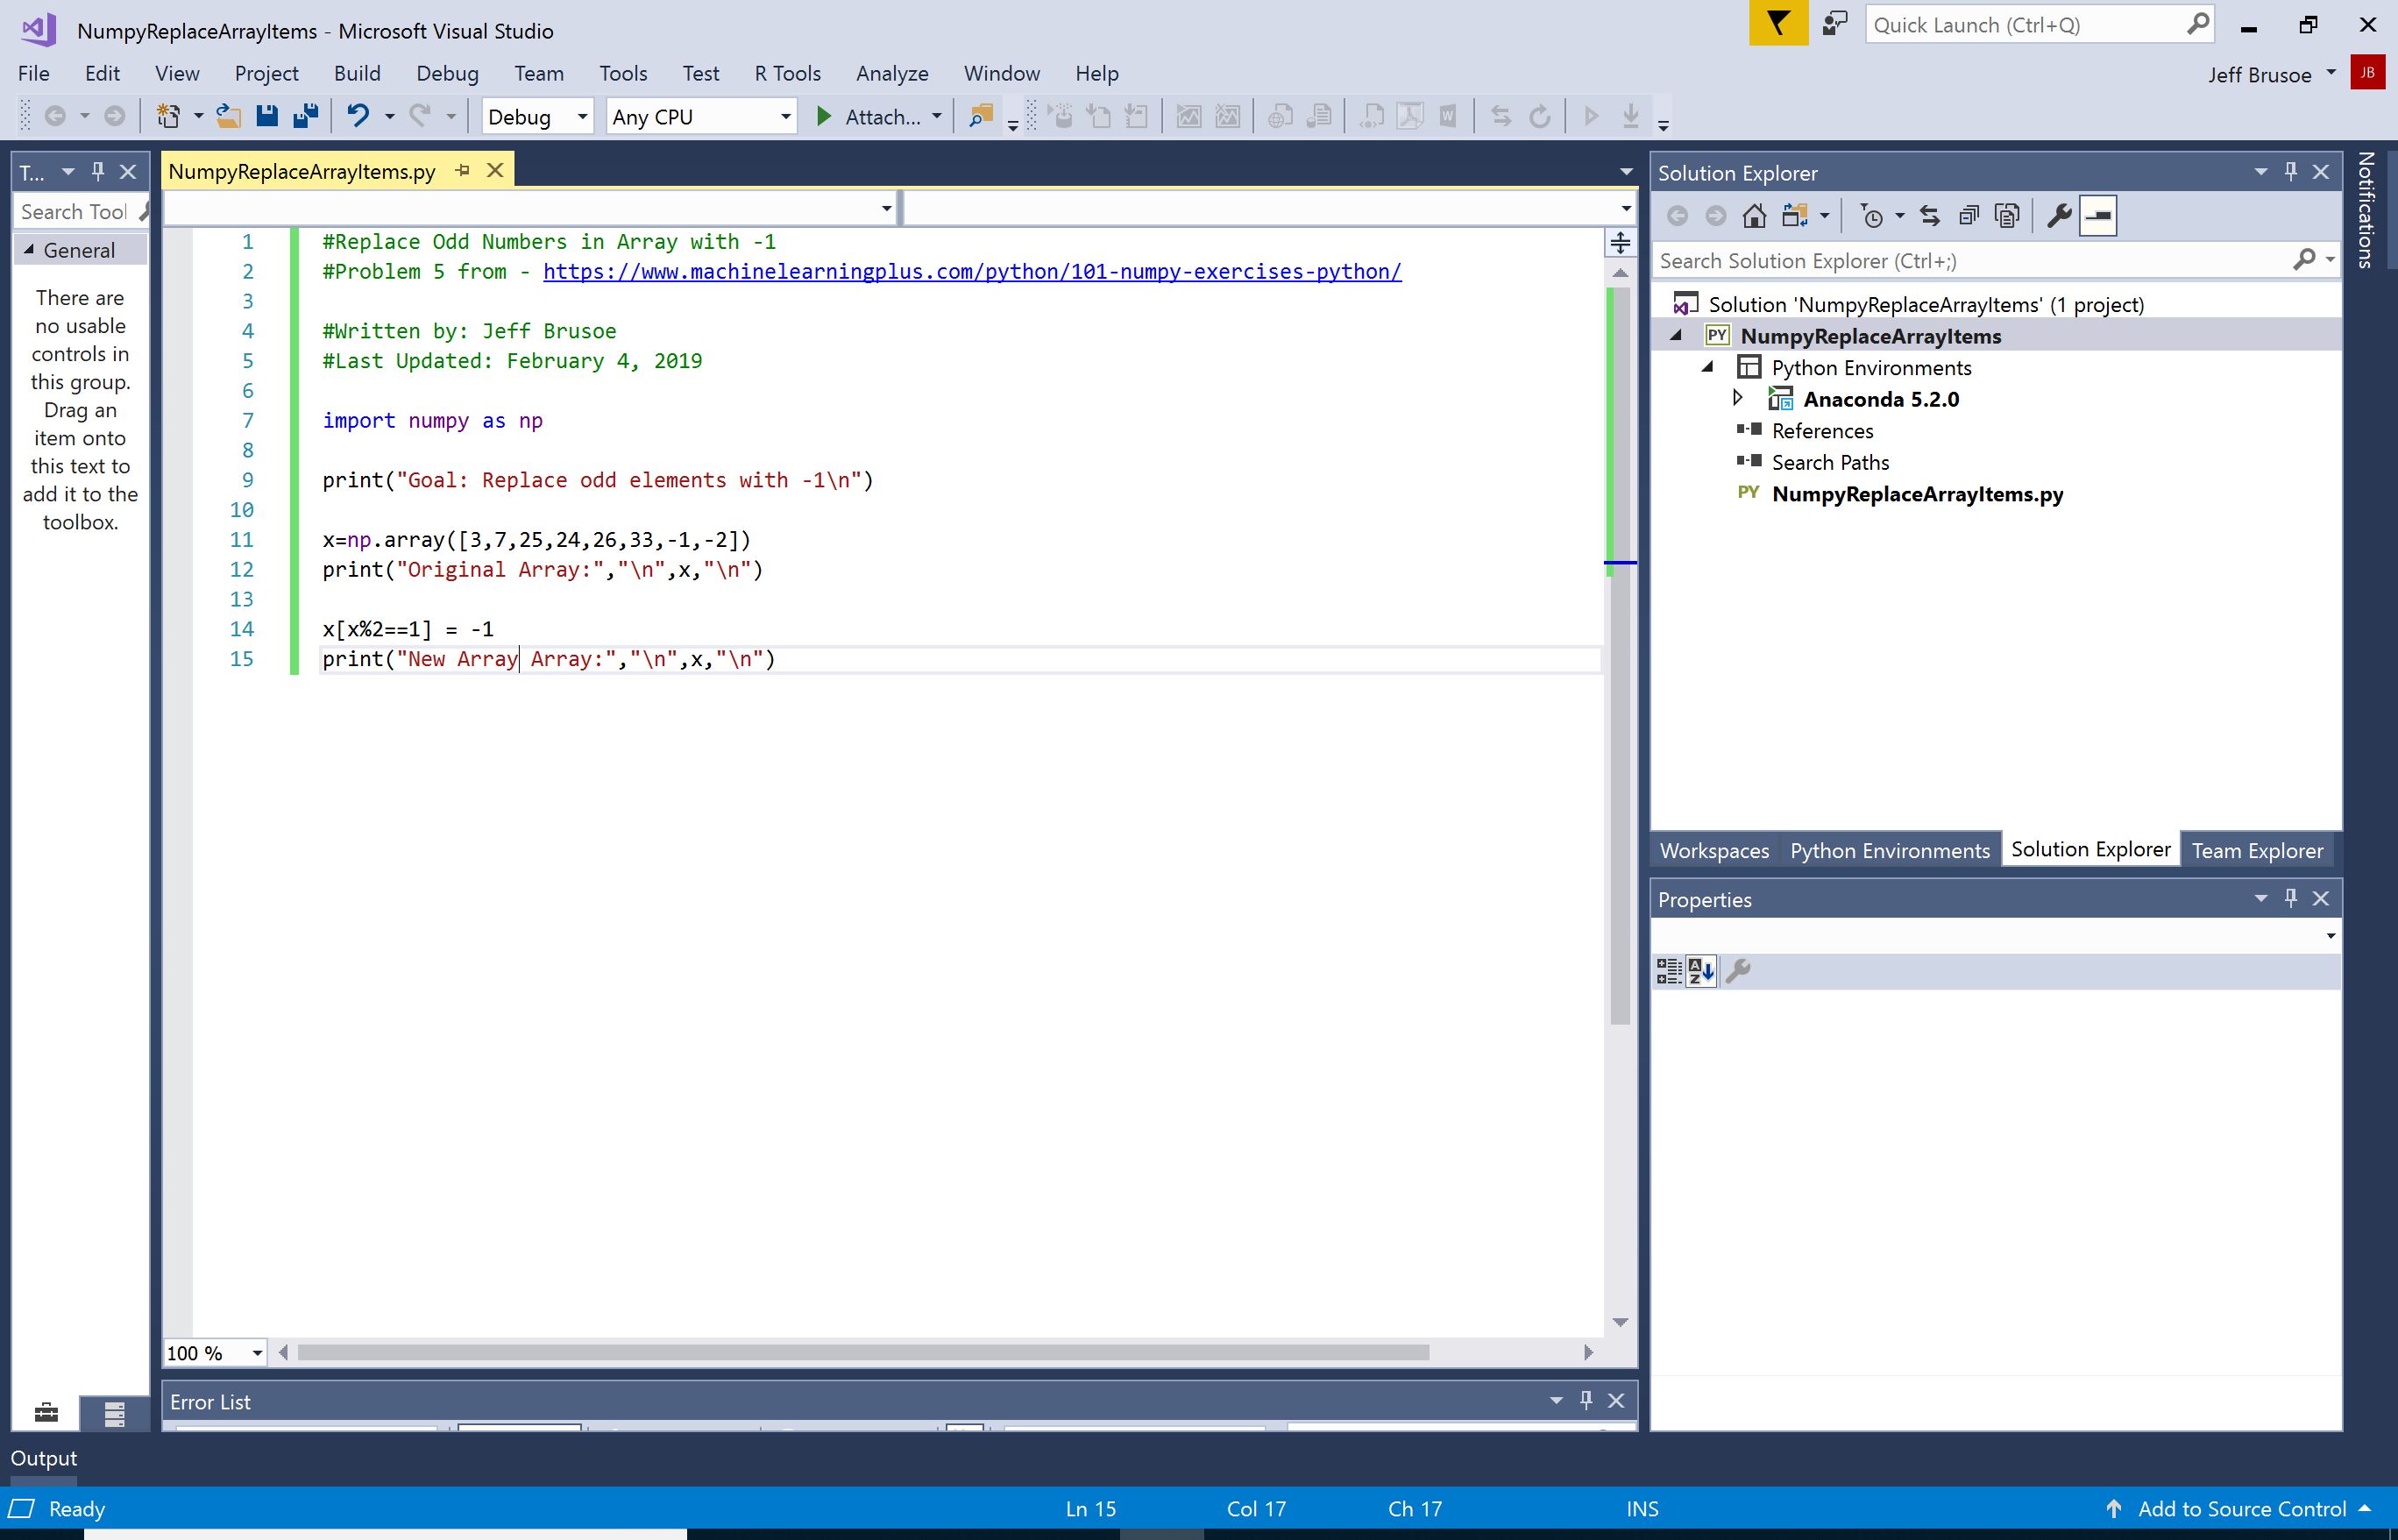 NumpyReplaceArrayItems - Microsoft Visual Studio
Quick Launch (Ctrl+Q)
File Edit View Project Build Debug Team Tools Test R Tools Analyze Window Help
Jeff Brusoe JB
Debug Any CPU Attach...
T...
Search Tool
General
There are
no usable
controls in
this group.
Drag an
item onto
this text to
add it to the
toolbox.
NumpyReplaceArrayItems.py
1 #Replace Odd Numbers in Array with -1
2 #Problem 5 from - https://www.machinelearningplus.com/python/101-numpy-exercises-python/
3
4 #Written by: Jeff Brusoe
5 #Last Updated: February 4, 2019
6
7 import numpy as np
8
9 print("Goal: Replace odd elements with -1\n")
10
11 x=np.array([3,7,25,24,26,33,-1,-2])
12 print("Original Array:","\n",x,"\n")
13
14 x[x%2==1] = -1
15 print("New Array Array:","\n",x,"\n")
100 %
Error List
Solution Explorer
Search Solution Explorer (Ctrl+;)
Solution 'NumpyReplaceArrayItems' (1 project)
PY NumpyReplaceArrayItems
Python Environments
Anaconda 5.2.0
References
Search Paths
PY NumpyReplaceArrayItems.py
Workspaces Python Environments Solution Explorer Team Explorer
Properties
Notifications
Output
Ready Ln 15 Col 17 Ch 17 INS Add to Source Control